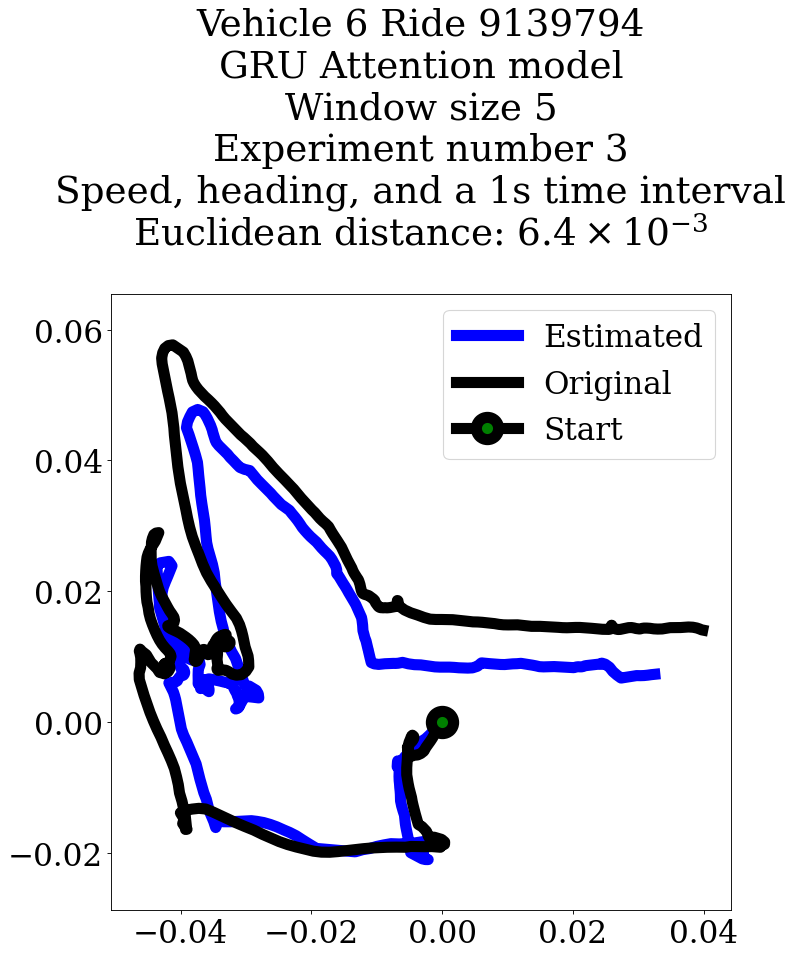 Vehicle 6 Ride 9139794
GRU Attention model
Window size 5
Experiment number 3
Speed, heading, and a 1s time interval
Euclidean distance: 6.4 × 10⁻³
Estimated
Original
Start
0.06
0.04
0.02
0.00
−0.02
−0.04
−0.02
0.00
0.02
0.04